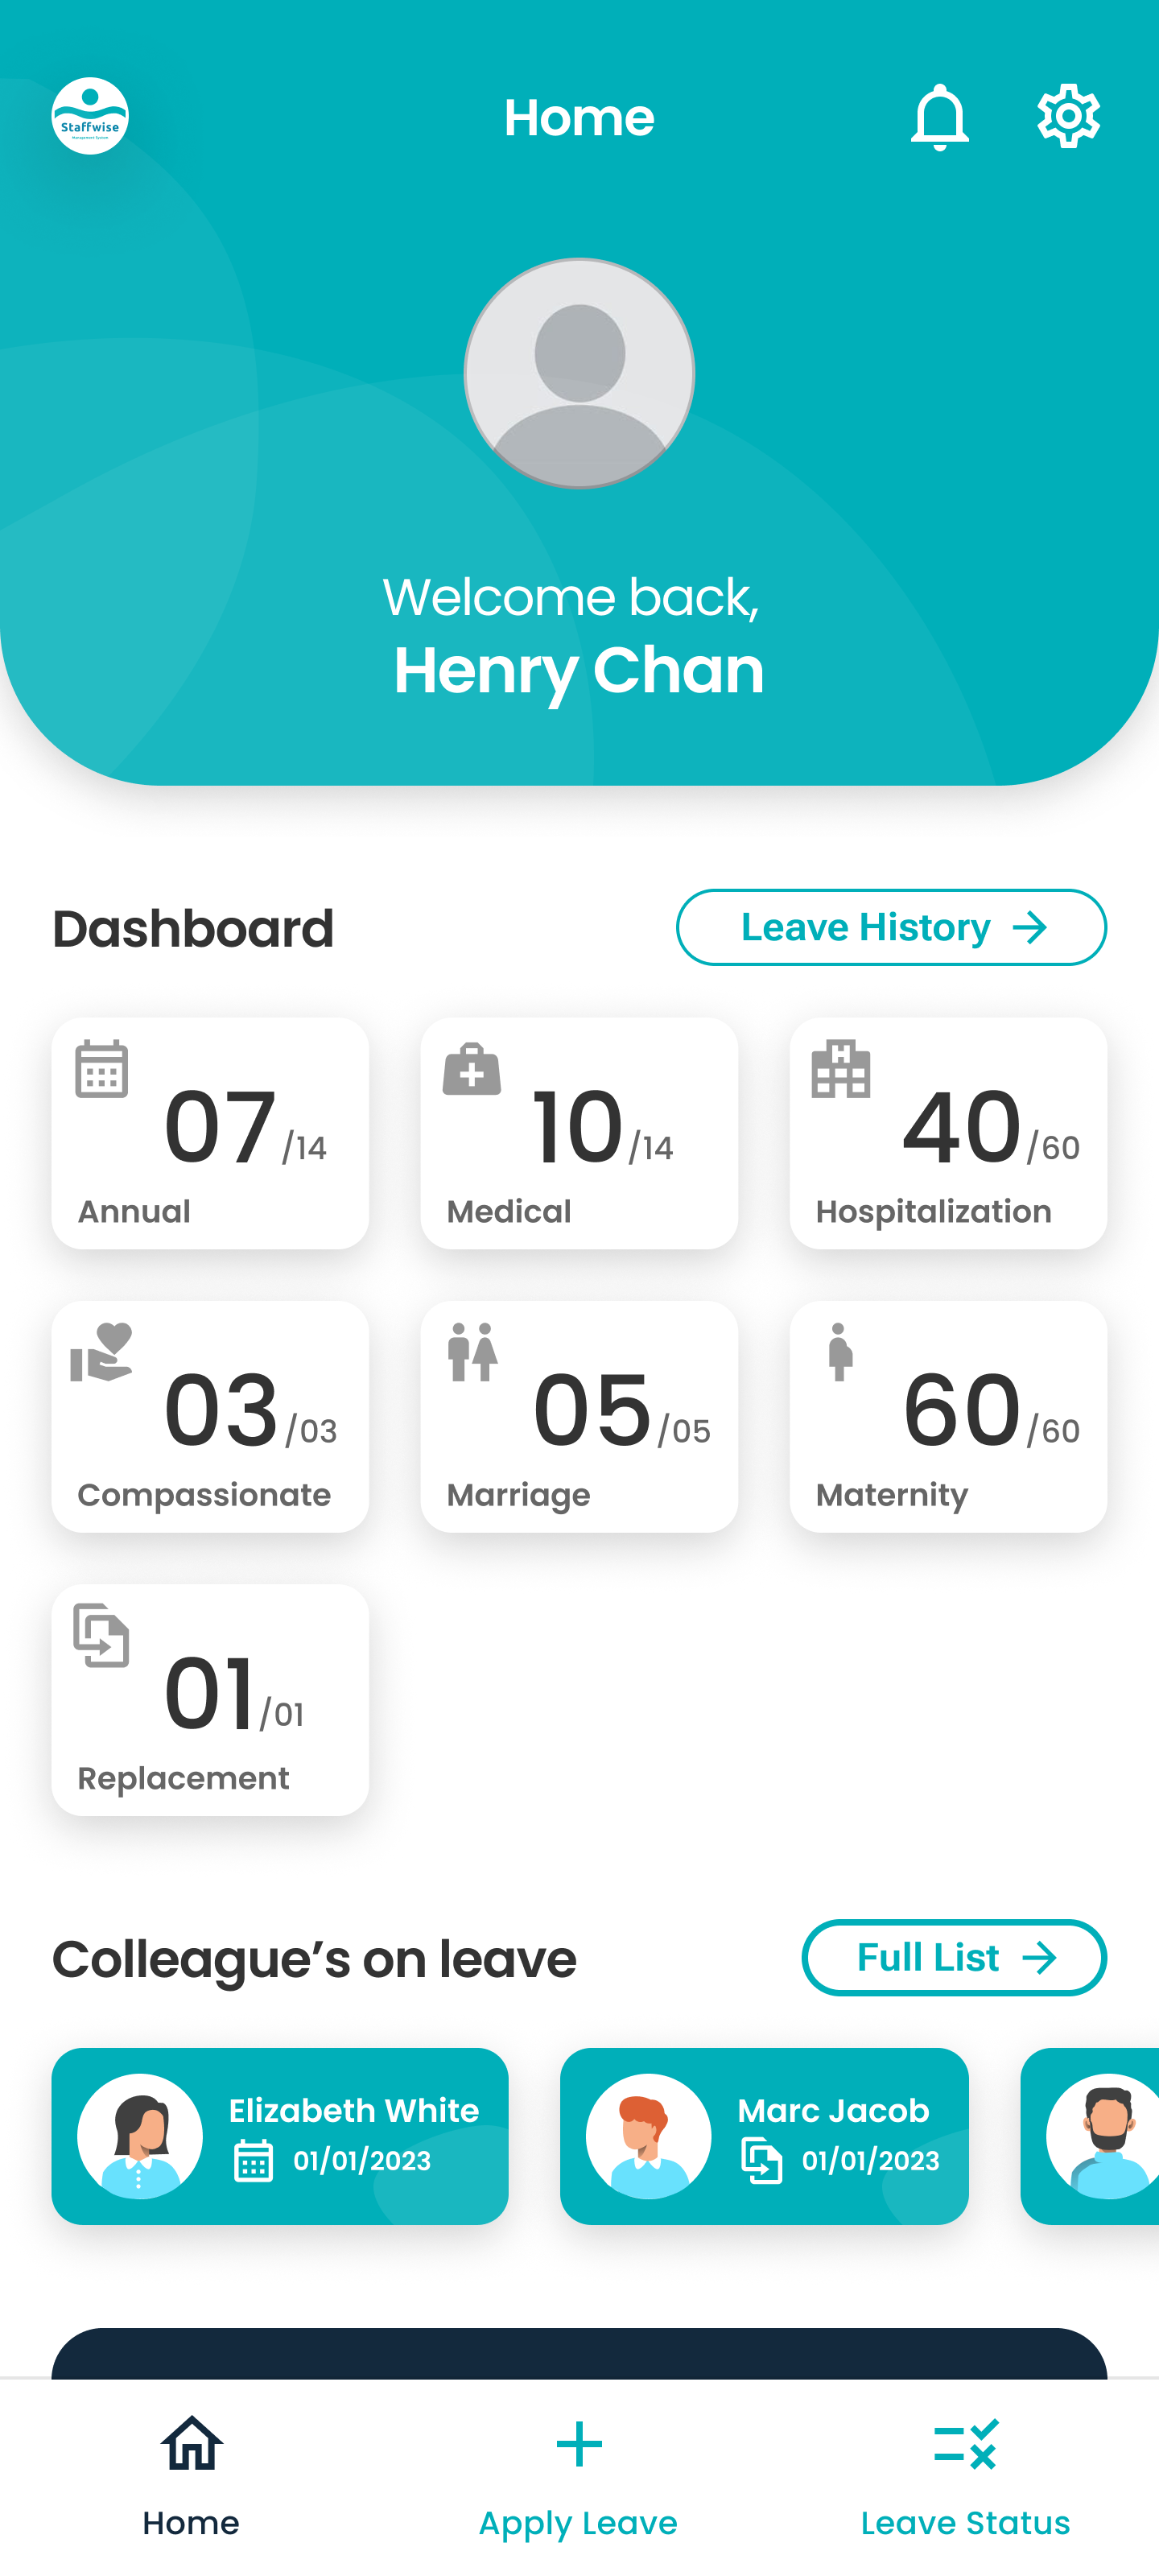 Staffwise
Management System
Home
Welcome back,
Henry Chan
Dashboard
Leave History
07/14
Annual
10/14
Medical
40/60
Hospitalization
03/03
Compassionate
05/05
Marriage
60/60
Maternity
01/01
Replacement
Colleague’s on leave
Full List
Elizabeth White
01/01/2023
Marc Jacob
01/01/2023
Home
Apply Leave
Leave Status